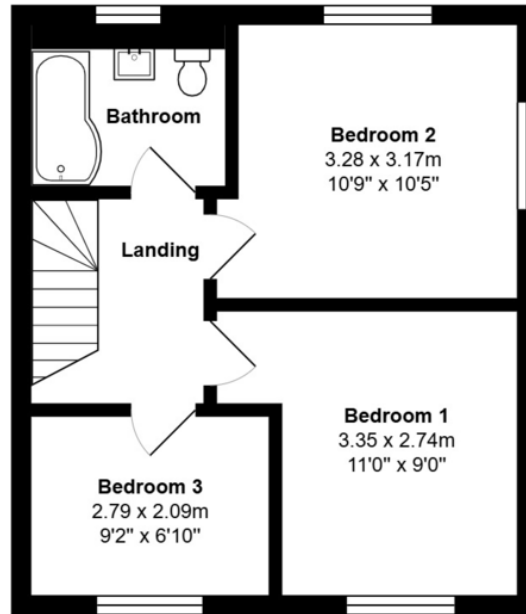 Bathroom
Bedroom 2
3.28 x 3.17m
10'9" x 10'5"
Landing
Bedroom 1
3.35 x 2.74m
11'0" x 9'0"
Bedroom 3
2.79 x 2.09m
9'2" x 6'10"